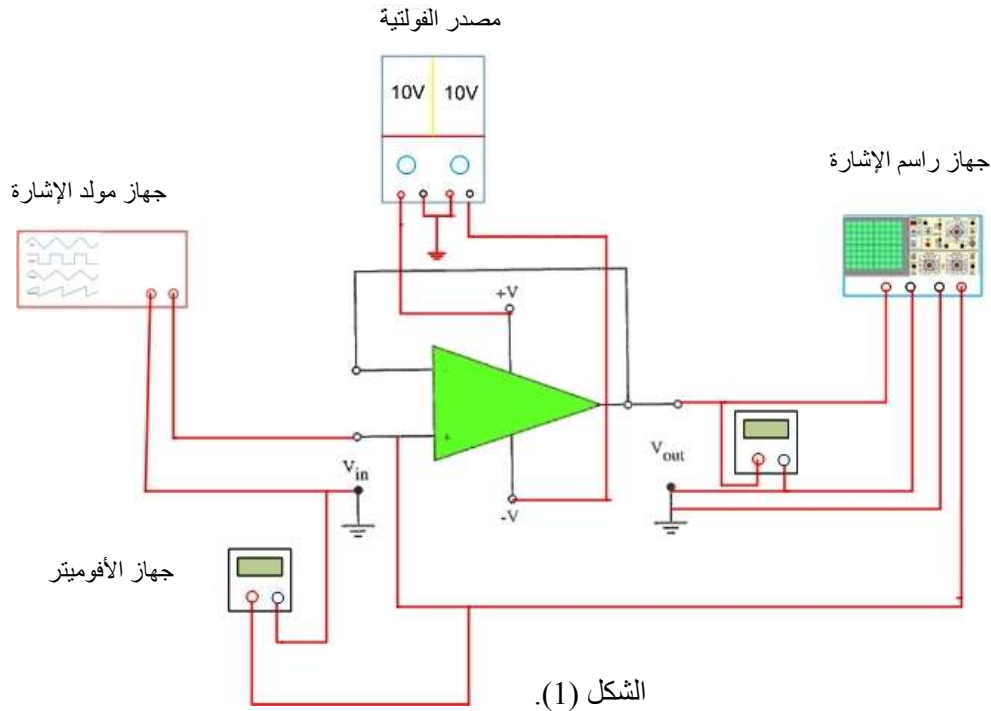 مصدر الفولتية
10V 10V
جهاز راسم الإشارة
جهاز مولد الإشارة
+V
-
+
V_in
V_out
-V
جهاز الأفوميتر
الشكل (1).